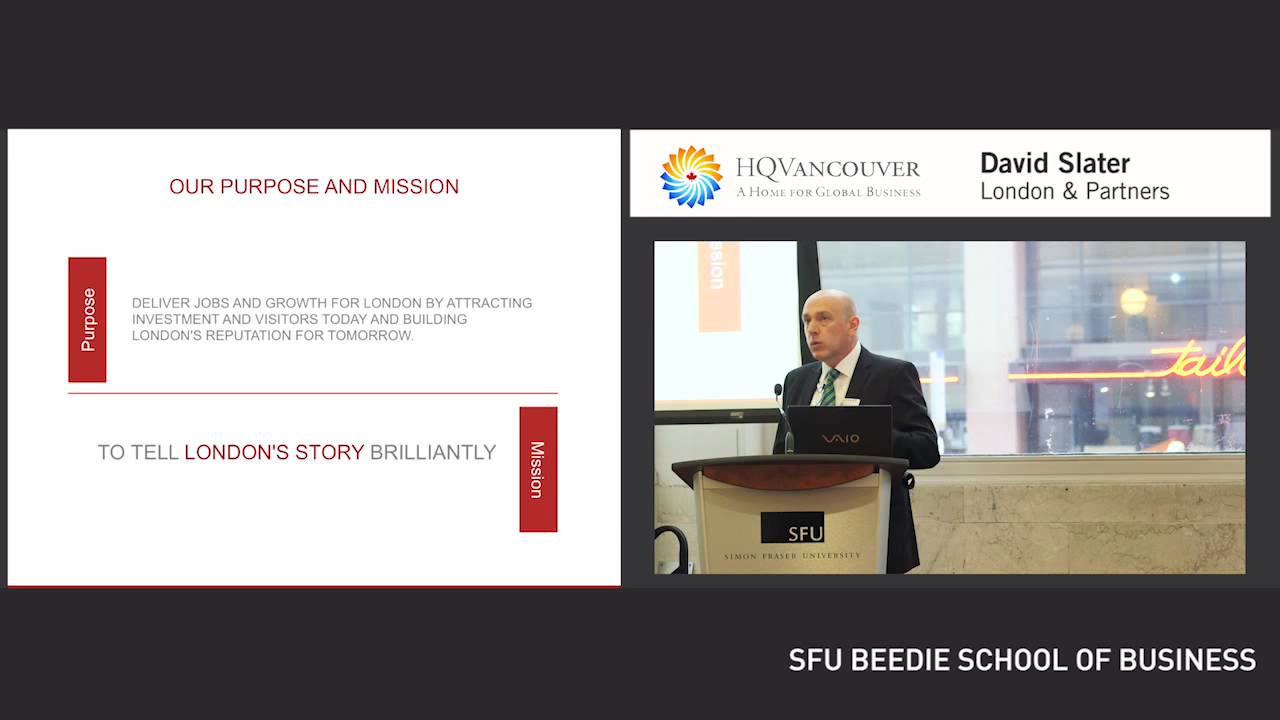 OUR PURPOSE AND MISSION
Purpose
DELIVER JOBS AND GROWTH FOR LONDON BY ATTRACTING
INVESTMENT AND VISITORS TODAY AND BUILDING
LONDON'S REPUTATION FOR TOMORROW.
TO TELL LONDON'S STORY BRILLIANTLY
Mission
HQVANCOUVER
A HOME FOR GLOBAL BUSINESS
David Slater
London & Partners
ssion
VAIO
SFU
SIMON FRASER UNIVERSITY
SFU BEEDIE SCHOOL OF BUSINESS